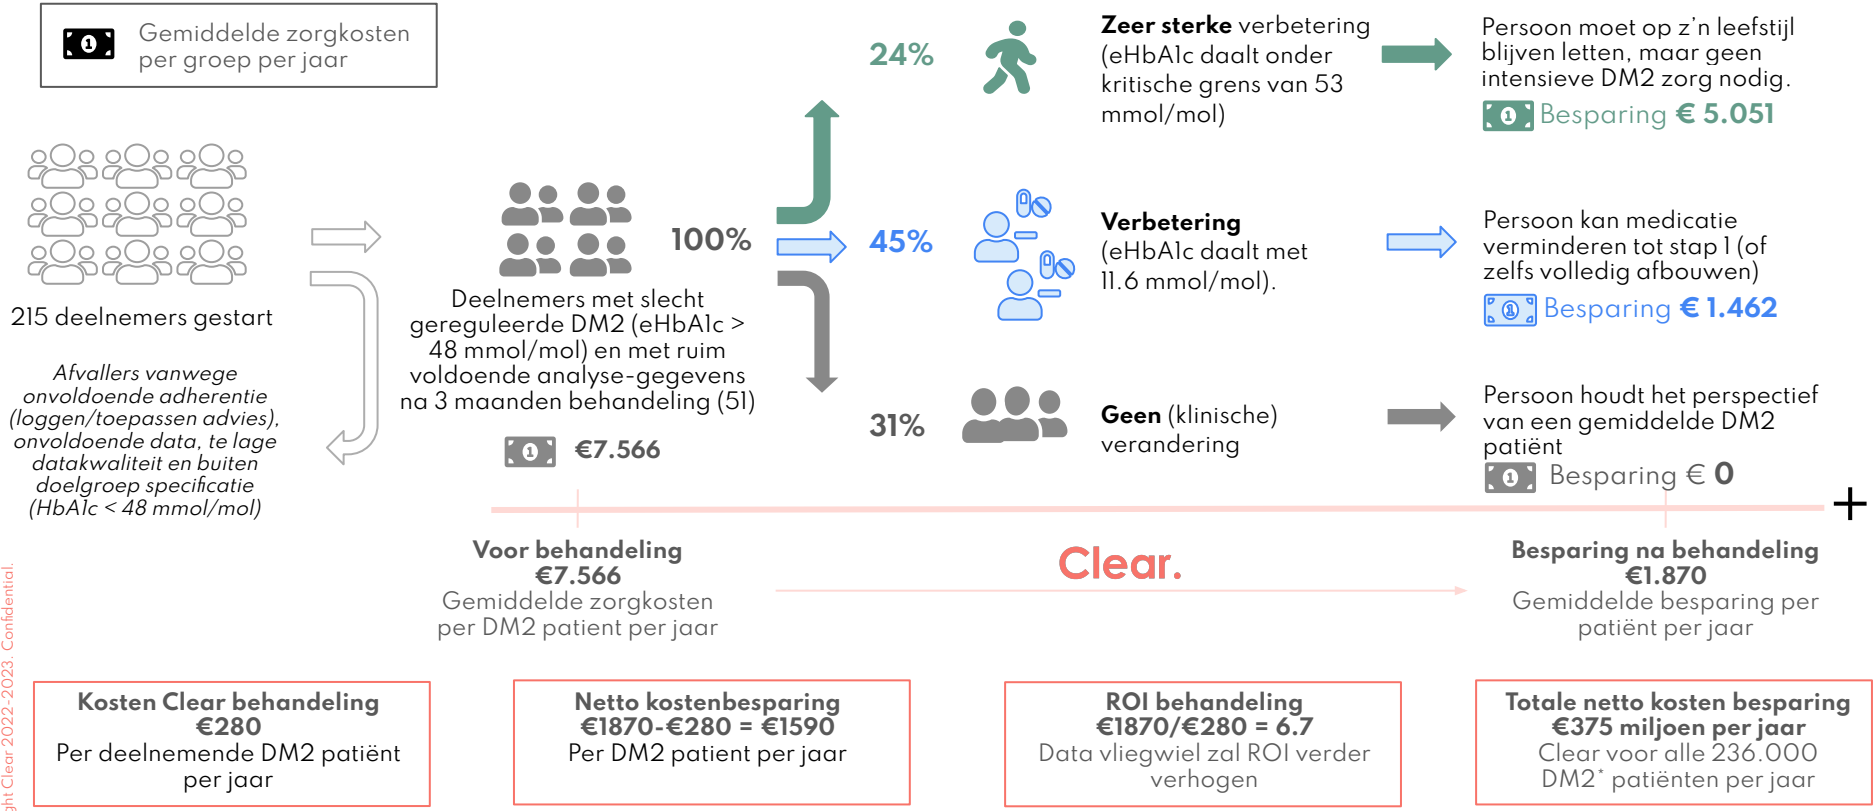 Gemiddelde zorgkosten
per groep per jaar
215 deelnemers gestart
Afvallers vanwege
onvoldoende adherentie
(loggen/toepassen advies),
onvoldoende data, te lage
datakwaliteit en buiten
doelgroep specificatie
(HbA1c < 48 mmol/mol)
100%
Deelnemers met slecht
gereguleerde DM2 (eHbA1c >
48 mmol/mol) en met ruim
voldoende analyse-gegevens
na 3 maanden behandeling (51)
€7.566
24%
Zeer sterke verbetering
(eHbA1c daalt onder
kritische grens van 53
mmol/mol)
Persoon moet op z’n leefstijl
blijven letten, maar geen
intensieve DM2 zorg nodig.
Besparing € 5.051
45%
Verbetering
(eHbA1c daalt met
11.6 mmol/mol).
Persoon kan medicatie
verminderen tot stap 1 (of
zelfs volledig afbouwen)
Besparing € 1.462
31%
Geen (klinische)
verandering
Persoon houdt het perspectief
van een gemiddelde DM2
patiënt
Besparing € 0
+
Voor behandeling
€7.566
Gemiddelde zorgkosten
per DM2 patient per jaar
Clear.
Besparing na behandeling
€1.870
Gemiddelde besparing per
patiënt per jaar
Kosten Clear behandeling
€280
Per deelnemende DM2 patiënt
per jaar
Netto kostenbesparing
€1870-€280 = €1590
Per DM2 patient per jaar
ROI behandeling
€1870/€280 = 6.7
Data vliegwiel zal ROI verder
verhogen
Totale netto kosten besparing
€375 miljoen per jaar
Clear voor alle 236.000
DM2* patiënten per jaar
ght Clear 2022-2023. Confidential.